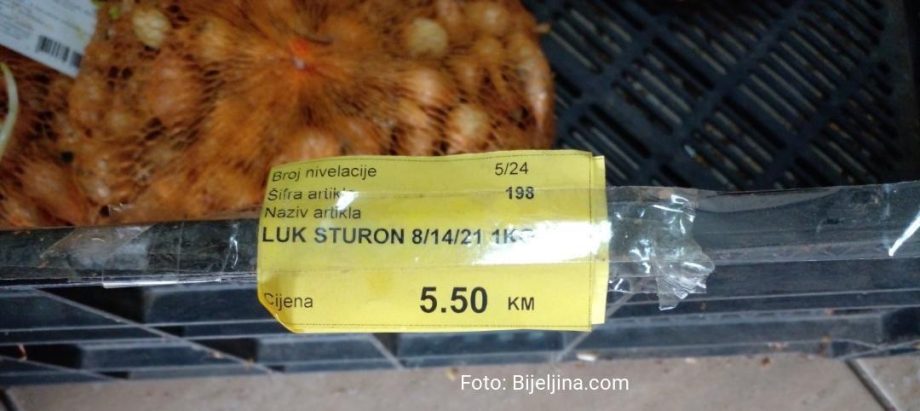 Broj nivelacije 5/24
Šifra artikla 198
Naziv artikla
LUK STURON 8/14/21 1KG
Cijena 5.50 KM
Foto: Bijeljina.com